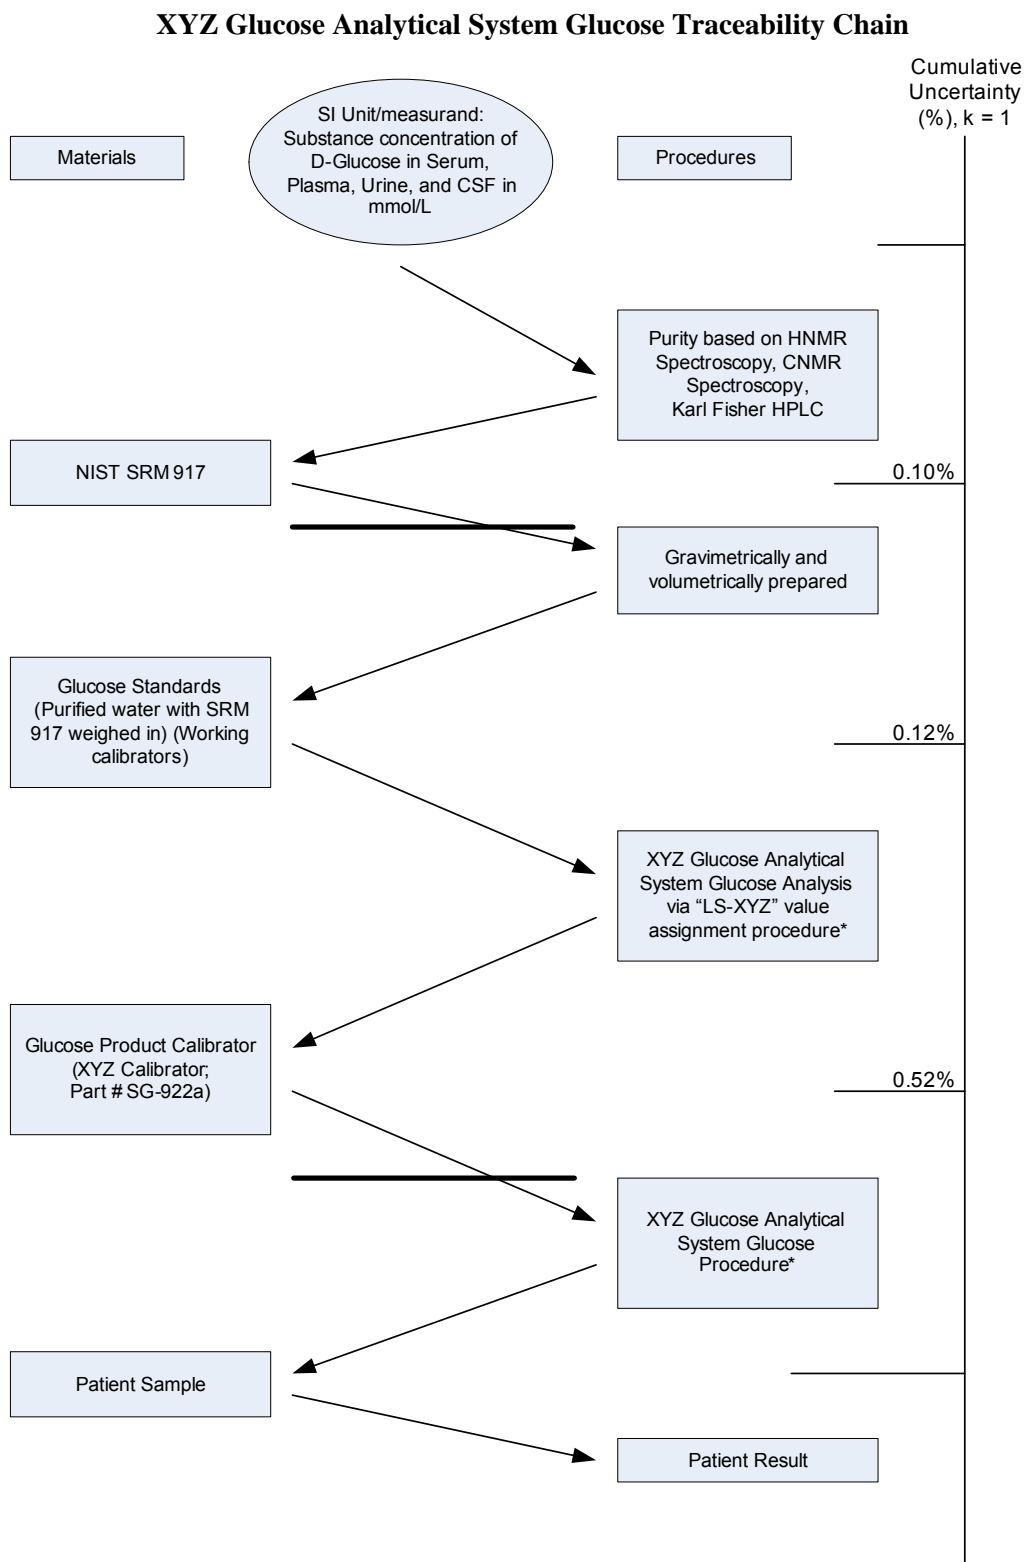 XYZ Glucose Analytical System Glucose Traceability Chain
Cumulative
Uncertainty
(%), k = 1
Materials
SI Unit/measurand:
Substance concentration of
D-Glucose in Serum,
Plasma, Urine, and CSF in
mmol/L
Procedures
Purity based on HNMR
Spectroscopy, CNMR
Spectroscopy,
Karl Fisher HPLC
NIST SRM 917
0.10%
Gravimetrically and
volumetrically prepared
Glucose Standards
(Purified water with SRM
917 weighed in) (Working
calibrators)
0.12%
XYZ Glucose Analytical
System Glucose Analysis
via “LS-XYZ” value
assignment procedure*
Glucose Product Calibrator
(XYZ Calibrator;
Part # SG-922a)
0.52%
XYZ Glucose Analytical
System Glucose
Procedure*
Patient Sample
Patient Result